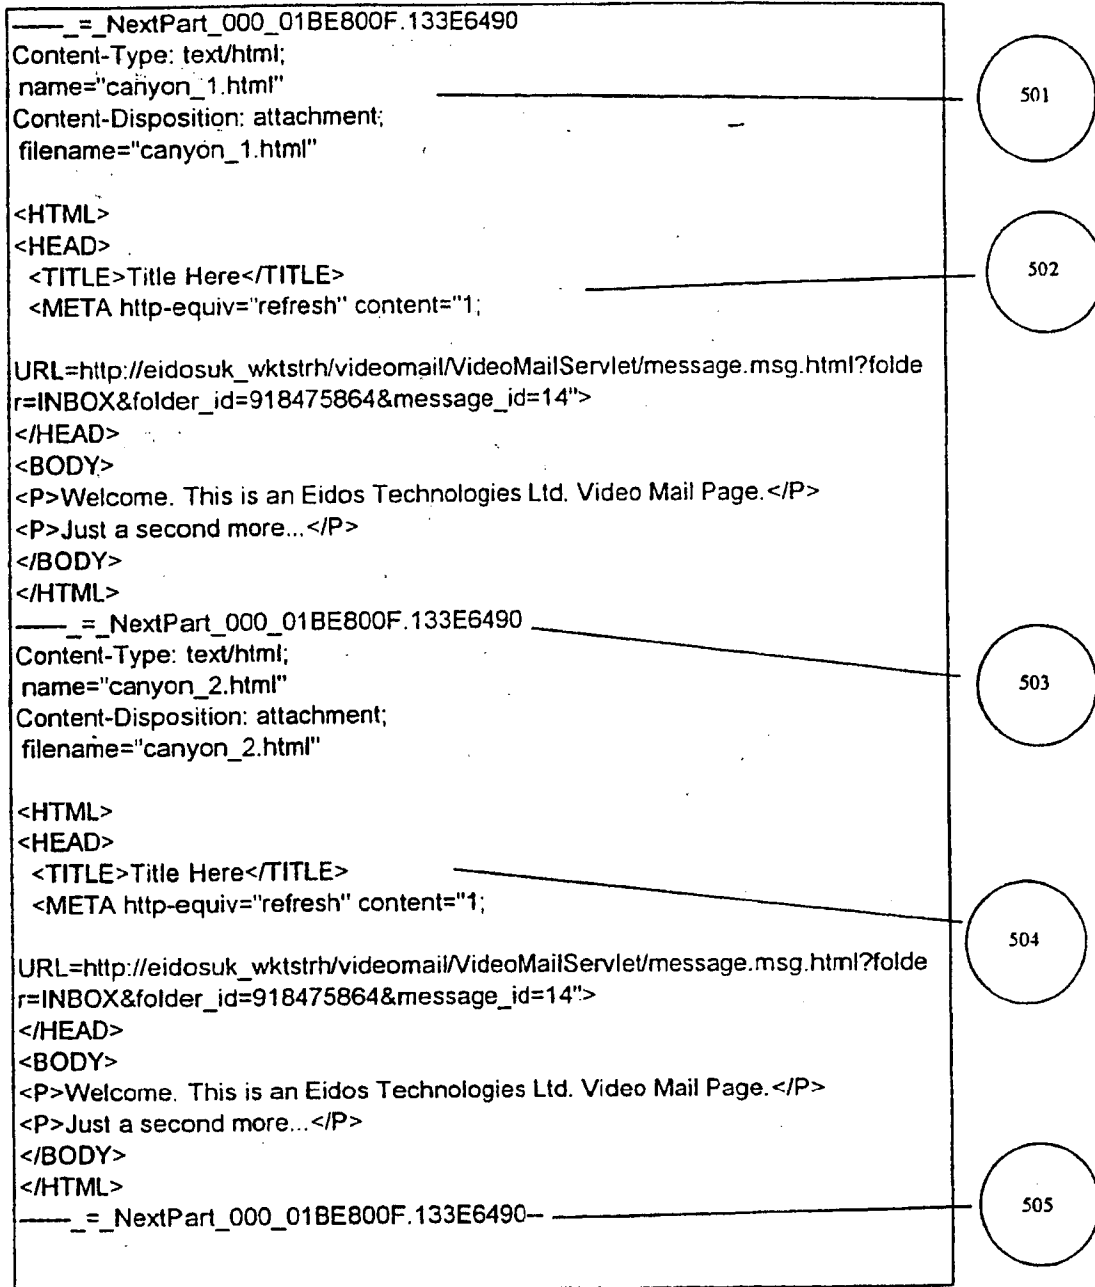 ------_=_NextPart_000_01BE800F.133E6490
Content-Type: text/html;
name="canyon_1.html"
501
Content-Disposition: attachment;
filename="canyon_1.html"
<HTML>
<HEAD>
<TITLE>Title Here</TITLE>
502
<META http-equiv="refresh" content="1;
URL=http://eidosuk_wktstrh/videomail/VideoMailServlet/message.msg.html?folde
r=INBOX&folder_id=918475864&message_id=14">
</HEAD>
<BODY>
<P>Welcome. This is an Eidos Technologies Ltd. Video Mail Page.</P>
<P>Just a second more...</P>
</BODY>
</HTML>
------_=_NextPart_000_01BE800F.133E6490
Content-Type: text/html;
name="canyon_2.html"
503
Content-Disposition: attachment;
filename="canyon_2.html"
<HTML>
<HEAD>
<TITLE>Title Here</TITLE>
<META http-equiv="refresh" content="1;
504
URL=http://eidosuk_wktstrh/videomail/VideoMailServlet/message.msg.html?folde
r=INBOX&folder_id=918475864&message_id=14">
</HEAD>
<BODY>
<P>Welcome. This is an Eidos Technologies Ltd. Video Mail Page.</P>
<P>Just a second more...</P>
</BODY>
</HTML>
------_=_NextPart_000_01BE800F.133E6490--
505